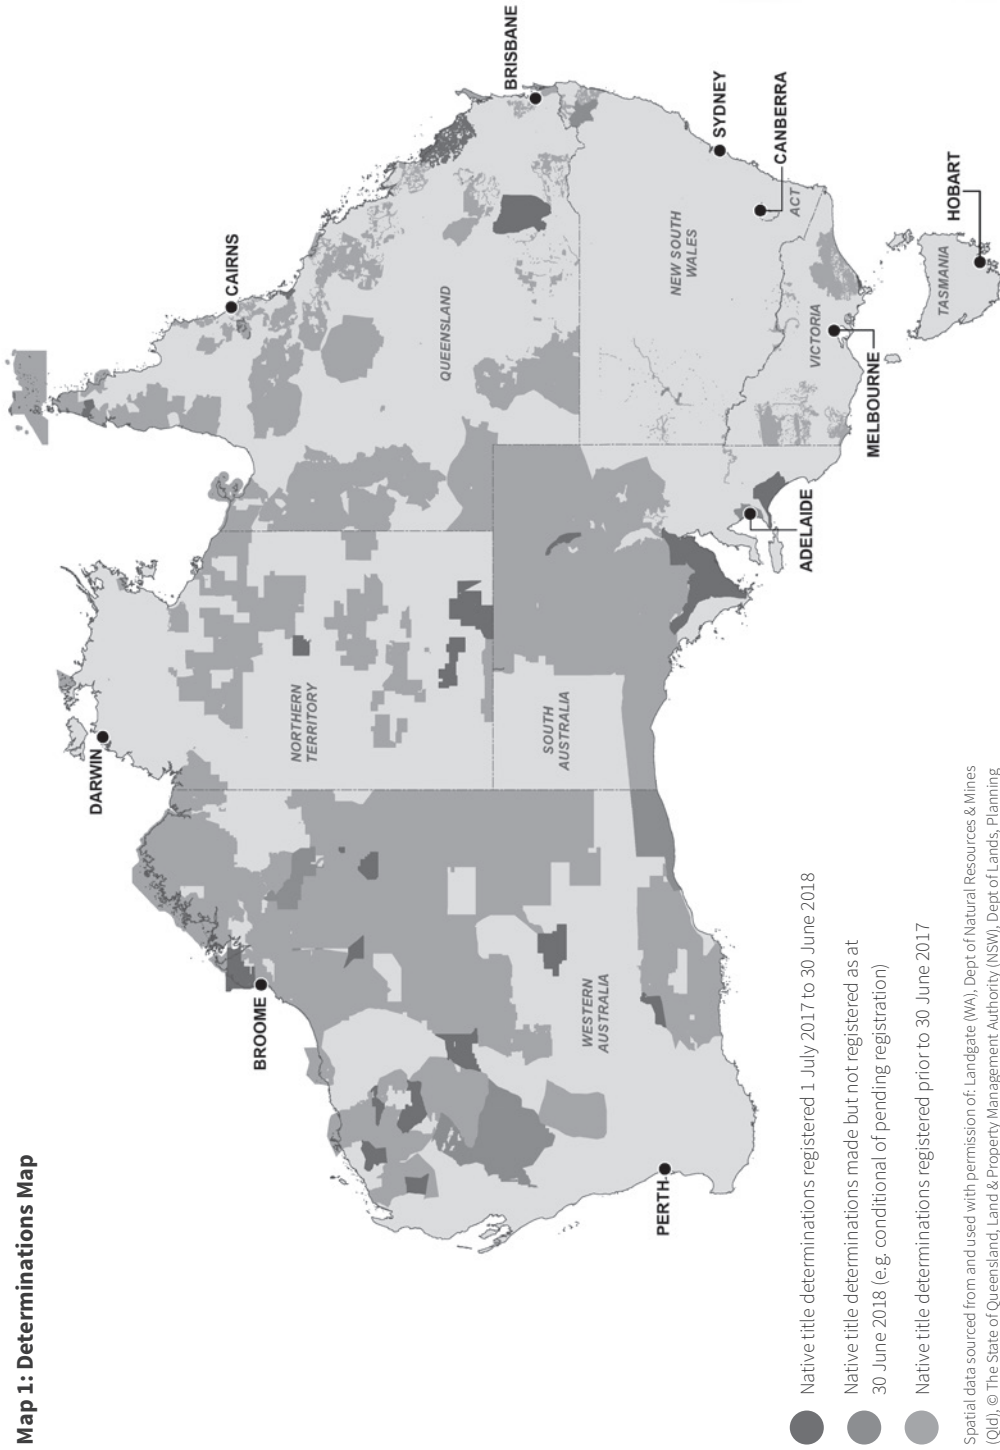 Map 1: Determinations Map
DARWIN
BROOME
CAIRNS
BRISBANE
NORTHERN
TERRITORY
QUEENSLAND
WESTERN
AUSTRALIA
SOUTH
AUSTRALIA
NEW SOUTH
WALES
PERTH
ADELAIDE
SYDNEY
CANBERRA
ACT
VICTORIA
MELBOURNE
TASMANIA
HOBART
Native title determinations registered 1 July 2017 to 30 June 2018
Native title determinations made but not registered as at
30 June 2018 (e.g. conditional of pending registration)
Native title determinations registered prior to 30 June 2017
Spatial data sourced from and used with permission of: Landgate (WA), Dept of Natural Resources & Mines
(Qld), © The State of Queensland, Land & Property Management Authority (NSW), Dept of Lands, Planning